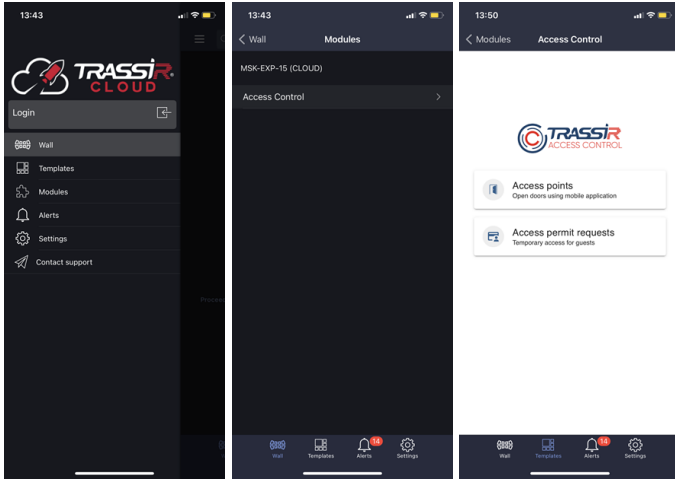 13:43
TRASSIR
CLOUD
Login
Wall
Templates
Modules
Alerts
Settings
Contact support
13:43
Wall
Modules
MSK-EXP-15 (CLOUD)
Access Control
Wall
Templates
14
Alerts
Settings
13:50
Modules
Access Control
TRASSIR
ACCESS CONTROL
Access points
Open doors using mobile application
Access permit requests
Temporary access for guests
Wall
Templates
14
Alerts
Settings